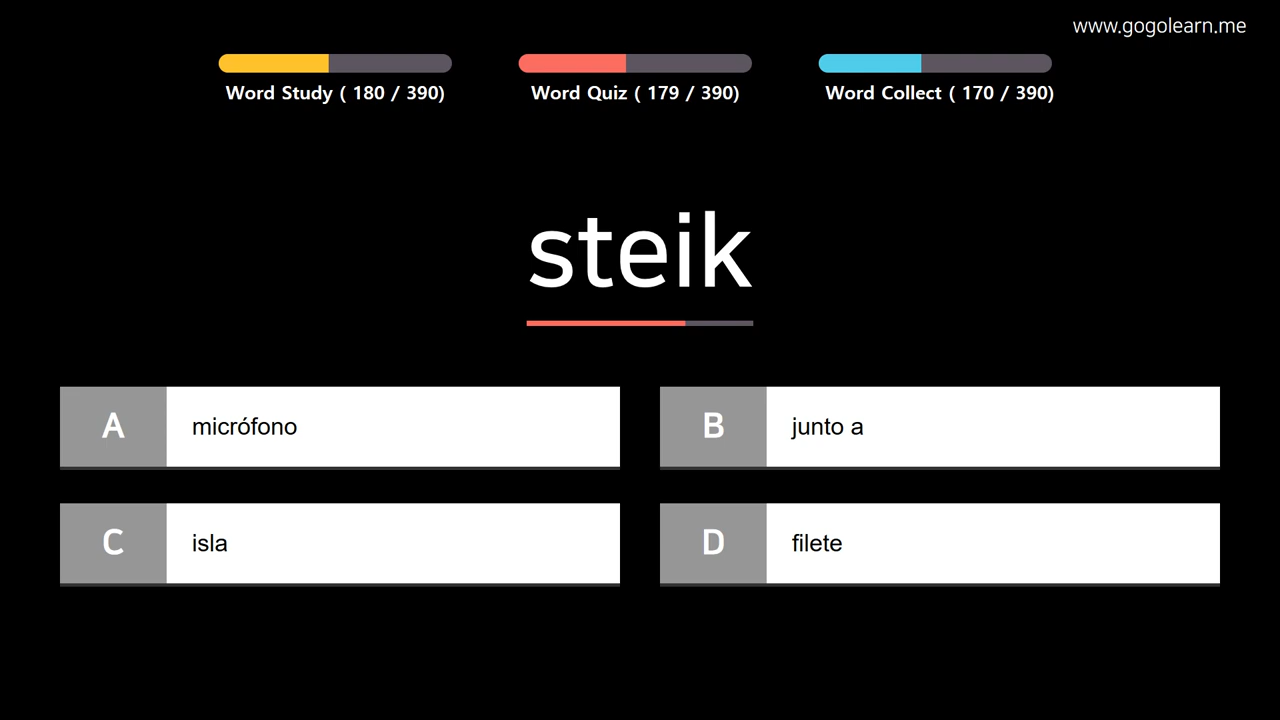 www.gogolearn.me
Word Study ( 180 / 390)
Word Quiz ( 179 / 390)
Word Collect ( 170 / 390)
steik
A micrófono
B junto a
C isla
D filete